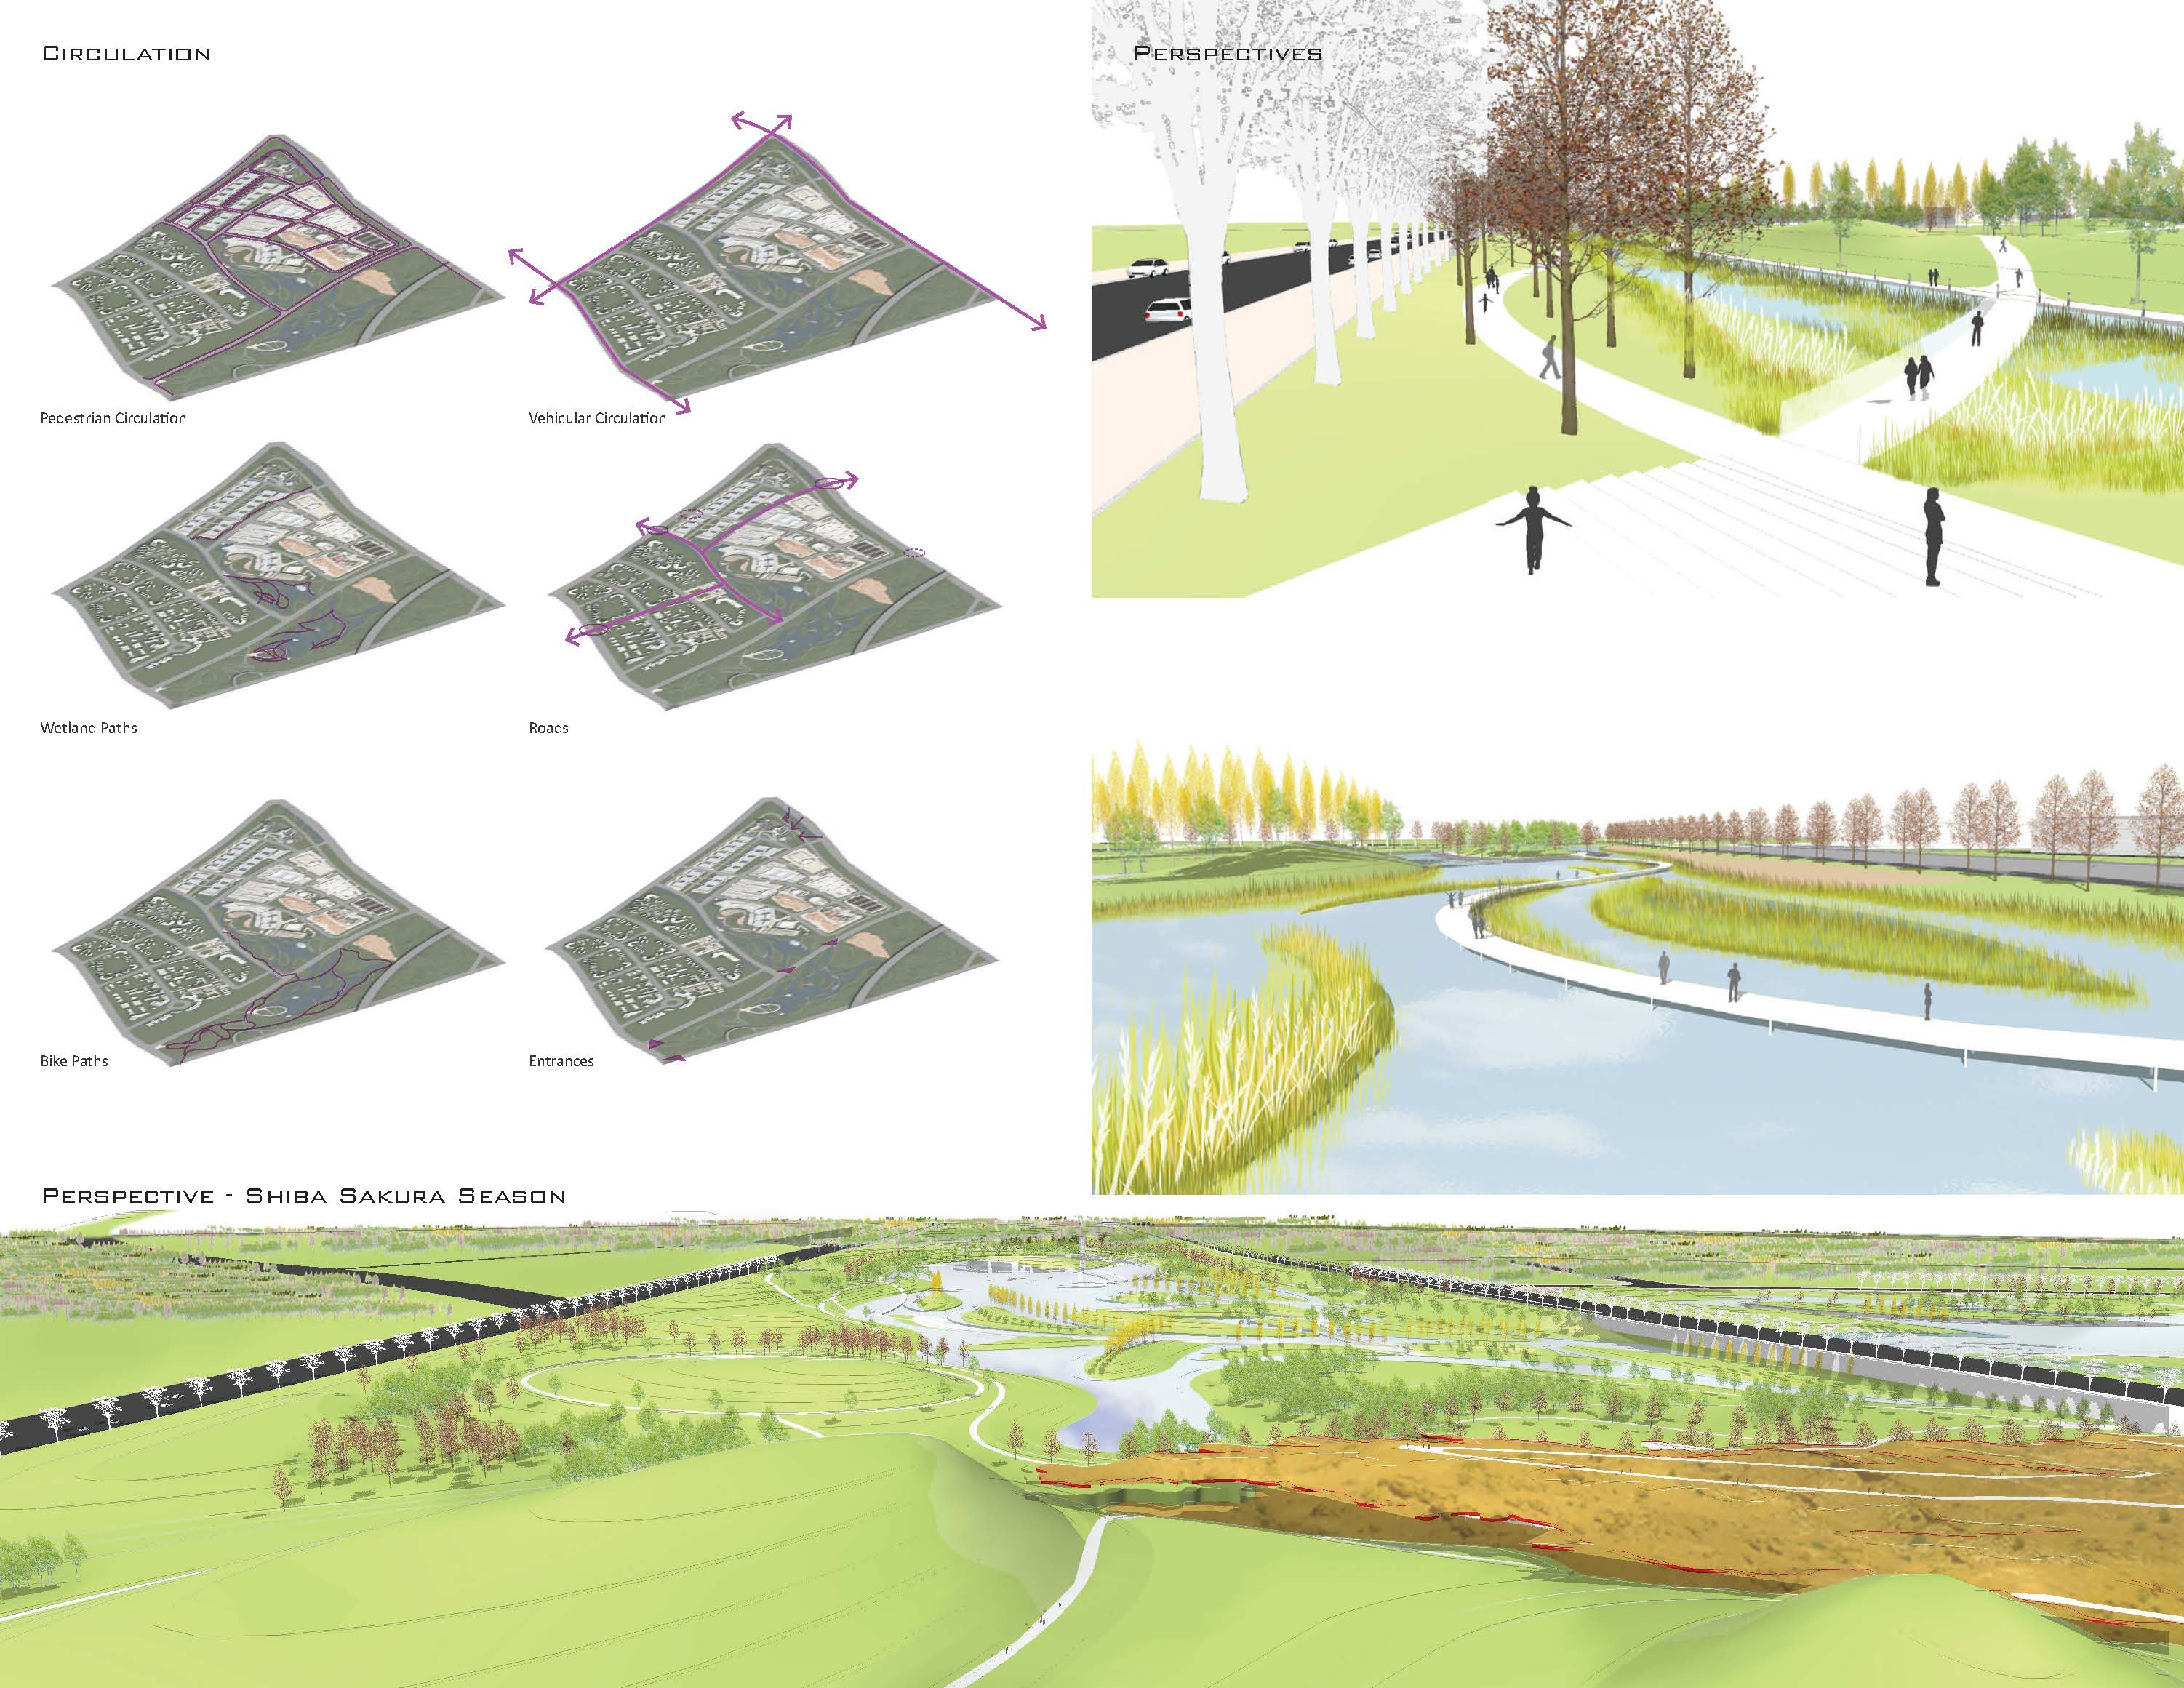 CIRCULATION
PERSPECTIVES
Pedestrian Circulation
Vehicular Circulation
Wetland Paths
Roads
Bike Paths
Entrances
PERSPECTIVE - SHIBA SAKURA SEASON